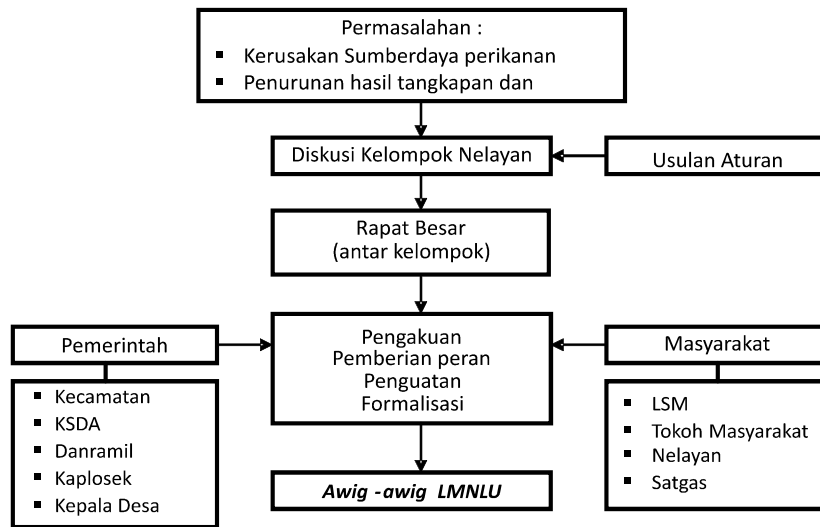 Permasalahan :
▪ Kerusakan Sumberdaya perikanan
▪ Penurunan hasil tangkapan dan
Diskusi Kelompok Nelayan
Usulan Aturan
Rapat Besar
(antar kelompok)
Pemerintah
▪ Kecamatan
▪ KSDA
▪ Danramil
▪ Kaplosek
▪ Kepala Desa
Pengakuan
Pemberian peran
Penguatan
Formalisasi
Masyarakat
▪ LSM
▪ Tokoh Masyarakat
▪ Nelayan
▪ Satgas
Awig -awig LMNLU